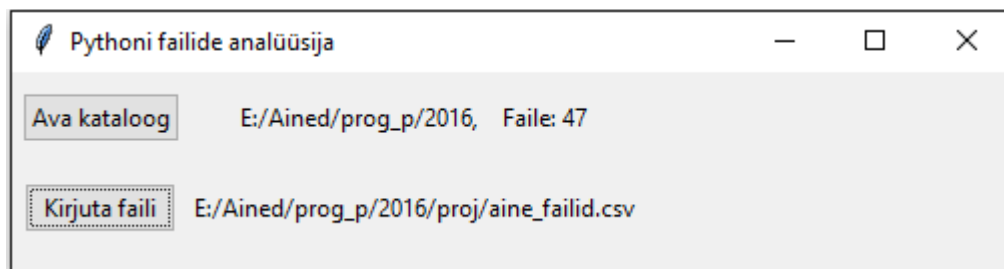 Pythoni failide analüüsija
Ava kataloog E:/Ained/prog_p/2016, Faile: 47
Kirjuta faili E:/Ained/prog_p/2016/proj/aine_failid.csv